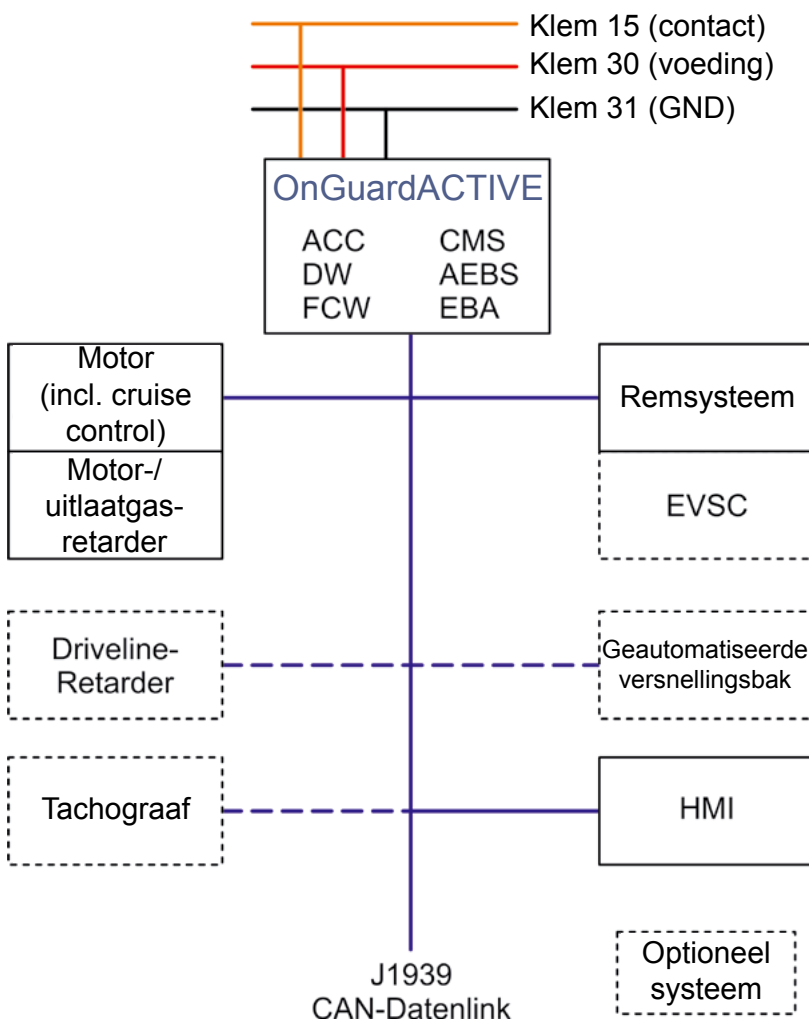 Klem 15 (contact)
Klem 30 (voeding)
Klem 31 (GND)
OnGuardACTIVE
ACC CMS
DW AEBS
FCW EBA
Motor
(incl. cruise
control)
Remsysteem
Motor-/
uitlaatgas-
retarder
EVSC
Driveline-
Retarder
Geautomatiseerde
versnellingsbak
Tachograaf
HMI
J1939
CAN-Datenlink
Optioneel
systeem